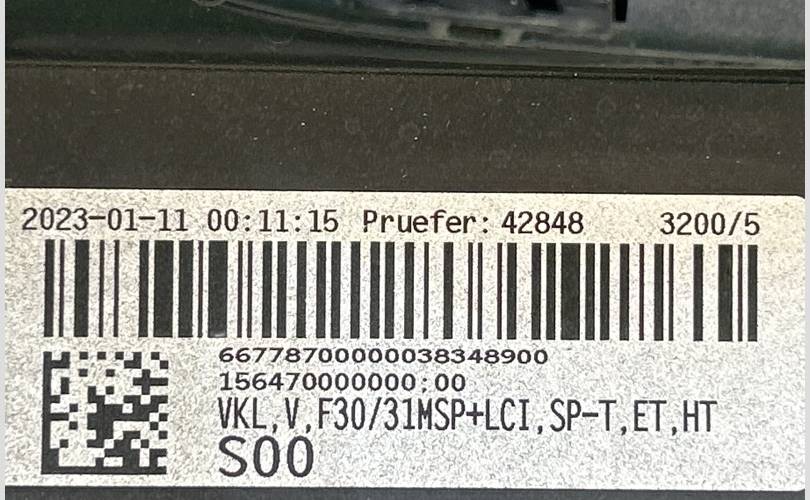 2023-01-11 00:11:15 Pruefer: 42848 3200/5
66778700000038348900
156470000000:00
VKL,V,F30/31MSP+LCI,SP-T,ET,HT
S00